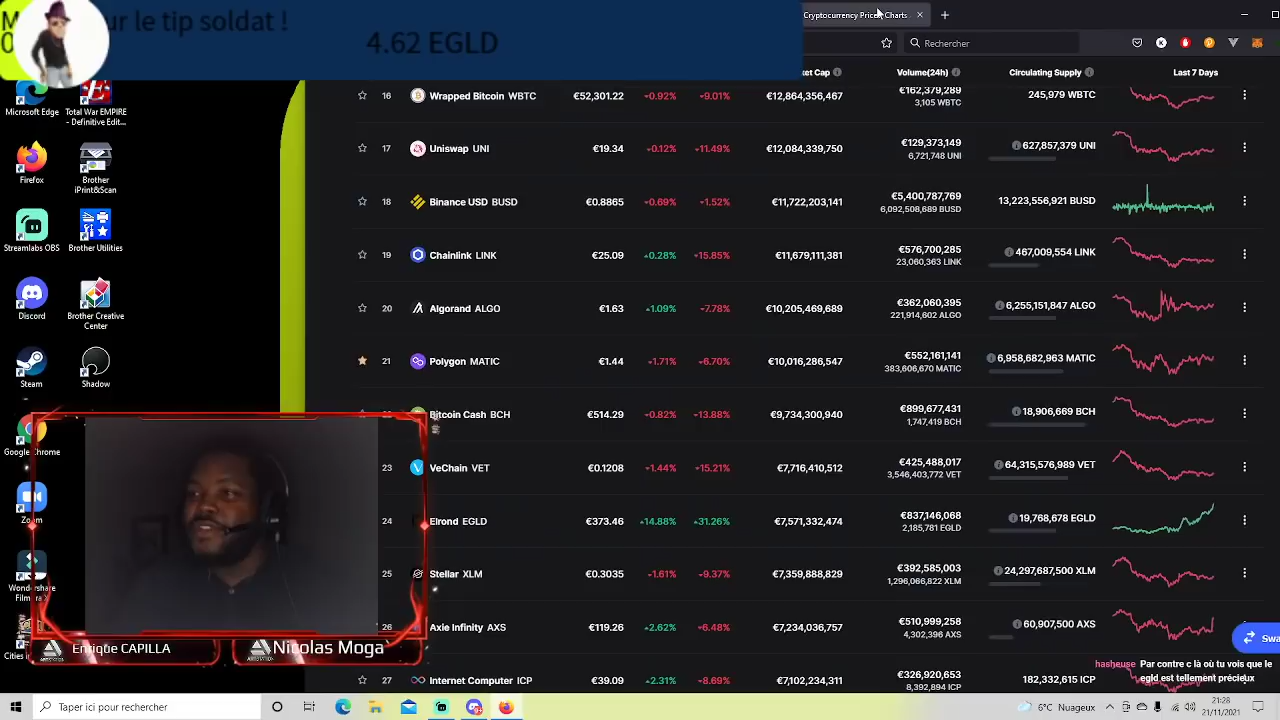 ur le tip soldat !
4.62 EGLD
Cryptocurrency Prices, Charts
Rechercher
Cap
Volume(24h)
Circulating Supply
Last 7 Days
16 Wrapped Bitcoin WBTC €52,301.22 0.92% 9.01% €12,864,356,467 €162,379,289 245,979 WBTC
3,105 WBTC
17 Uniswap UNI €19.34 0.12% 11.49% €12,084,339,750 €129,373,149 627,857,379 UNI
6,721,748 UNI
18 Binance USD BUSD €0.8865 0.69% 1.52% €11,722,203,141 €5,400,787,769 13,223,556,921 BUSD
6,092,508,689 BUSD
19 Chainlink LINK €25.09 0.28% 15.85% €11,679,111,381 €576,700,285 467,009,554 LINK
23,060,363 LINK
20 Algorand ALGO €1.63 1.09% 7.78% €10,205,469,689 €362,060,395 6,255,151,847 ALGO
221,914,602 ALGO
21 Polygon MATIC €1.44 1.71% 6.70% €10,016,286,547 €552,161,141 6,958,682,963 MATIC
383,606,670 MATIC
Bitcoin Cash BCH €514.29 0.82% 13.88% €9,734,300,940 €899,677,431
1,747,419 BCH
23 VeChain VET €0.1208 1.44% 15.21% €7,716,410,512 €425,488,017 64,315,576,989 VET
3,546,403,772 VET
24 Elrond EGLD €373.46 14.88% 31.26% €7,571,332,474 €837,146,068 19,768,678 EGLD
2,185,781 EGLD
25 Stellar XLM €0.3035 1.61% 9.37% €7,359,888,829 €392,585,003 24,297,687,500 XLM
1,296,066,822 XLM
26 Axie Infinity AXS €119.26 2.62% 6.48% €7,234,036,757 €510,999,258 60,907,500 AXS
4,302,396 AXS
27 Internet Computer ICP €39.09 2.31% 8.69% €7,102,234,311 €326,920,653 182,332,615 ICP
8,392,894 ICP
Swa
hasheuse Par contre c là où tu vois que le
egld est tellement précieux
Microsoft Edge
Total War EMPIRE
- Definitive Edit...
Firefox
Brother
iPrint&Scan
Streamlabs OBS
Brother Utilities
Discord
Brother Creative
Center
Steam
Shadow
Google Chrome
Zoom
Wondershare
Cities
Enrique CAPILLA
Nicolas Moga
Taper ici pour rechercher
Nuageux
21:28
21/11/2021